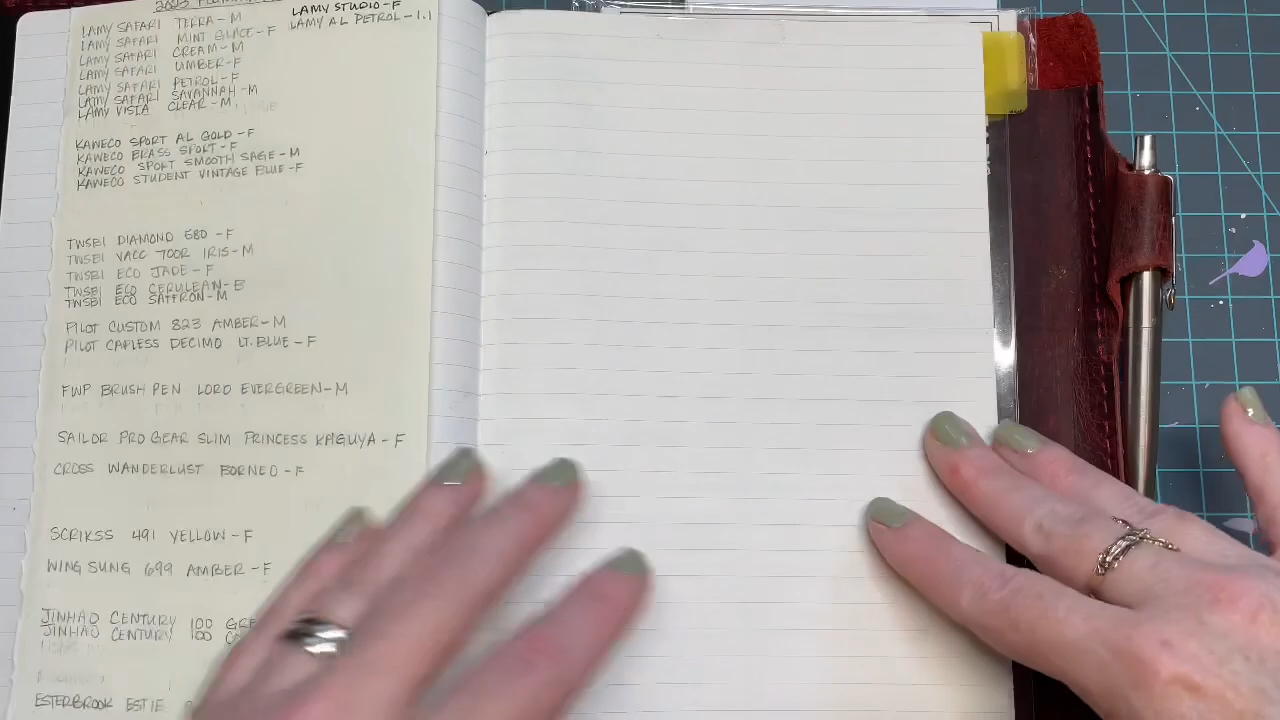 2023
LAMY SAFARI TERRA-M
LAMY SAFARI MINT GLACE-F
LAMY SAFARI CREAM-M
LAMY SAFARI UMBER-F
LAMY SAFARI PETROL-F
LAMY SAFARI SAVANNAH-M
LAMY VISTA CLEAR-M
LAMY STUDIO-F
LAMY AL PETROL-1.1
KAWECO SPORT AL GOLD-F
KAWECO BRASS SPORT-F
KAWECO SPORT SMOOTH SAGE-M
KAWECO STUDENT VINTAGE BLUE-F
TWSBI DIAMOND 580-F
TWSBI VACC 700R IRIS-M
TWSBI ECO JADE-F
TWSBI ECO CERULEAN-B
TWSBI ECO SAFFRON-M
PILOT CUSTOM 823 AMBER-M
PILOT CAPLESS DECIMO LT. BLUE-F
FWP BRUSH PEN LORD EVERGREEN-M
SAILOR PRO GEAR SLIM PRINCESS KAGUYA-F
CROSS WANDERLUST BORNEO-F
SCRIKSS 491 YELLOW-F
WING SUNG 699 AMBER-F
JINHAO CENTURY 100 GRE
JINHAO CENTURY 100 CO
ESTERBROOK ESTIE